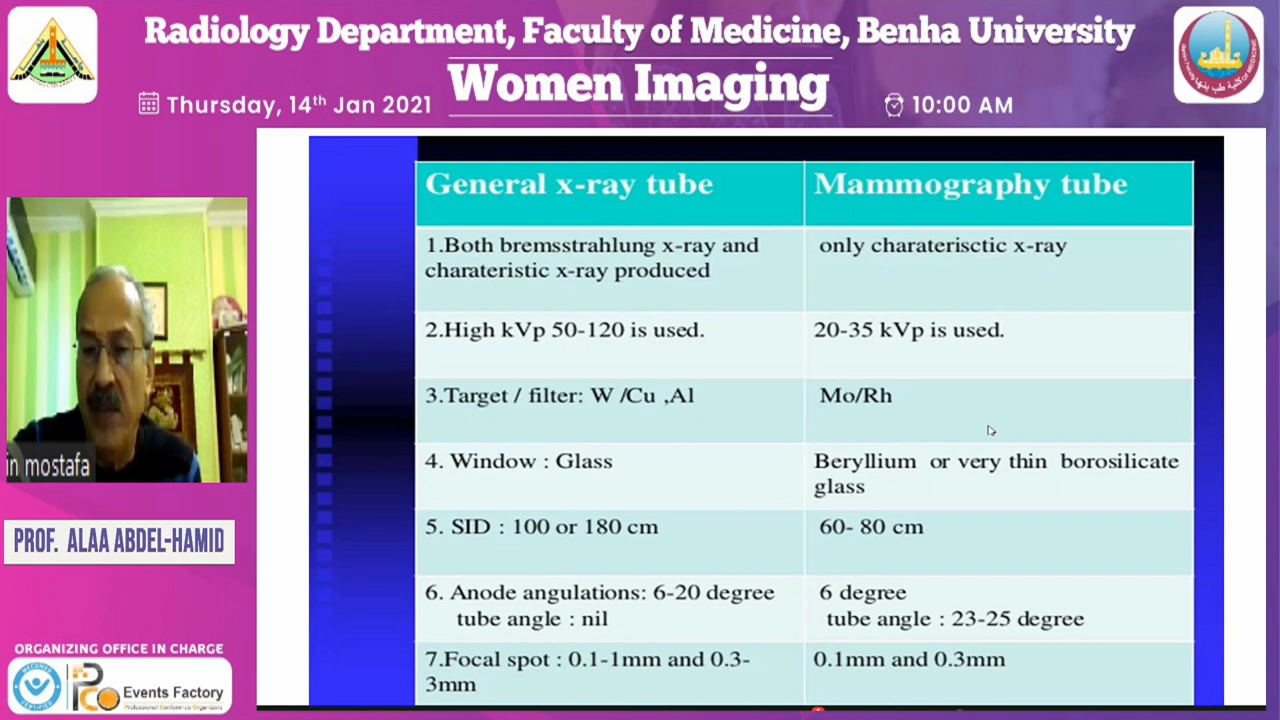 Radiology Department, Faculty of Medicine, Benha University
Women Imaging
Thursday, 14th Jan 2021
10:00 AM
General x-ray tube
Mammography tube
1.Both bremsstrahlung x-ray and
charateristic x-ray produced
only charaterisctic x-ray
2.High kVp 50-120 is used.
20-35 kVp is used.
3.Target / filter: W /Cu ,Al
Mo/Rh
4. Window : Glass
Beryllium or very thin borosilicate
glass
5. SID : 100 or 180 cm
60- 80 cm
6. Anode angulations: 6-20 degree
tube angle : nil
6 degree
tube angle : 23-25 degree
7.Focal spot : 0.1-1mm and 0.3-
3mm
0.1mm and 0.3mm
in mostafa
PROF. ALAA ABDEL-HAMID
ORGANIZING OFFICE IN CHARGE
Pco Events Factory
Professional Conference Organizers